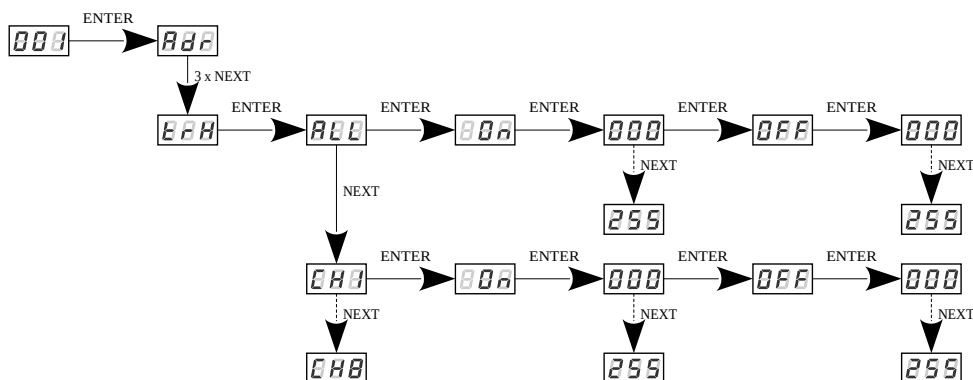 ENTER
001 Adr
3 x NEXT
ENTER ENTER ENTER ENTER ENTER
trH ALL On 000 OFF 000
NEXT NEXT
NEXT
255 255
ENTER ENTER ENTER ENTER
CH1 On 000 OFF 000
NEXT NEXT NEXT
CH8 255 255